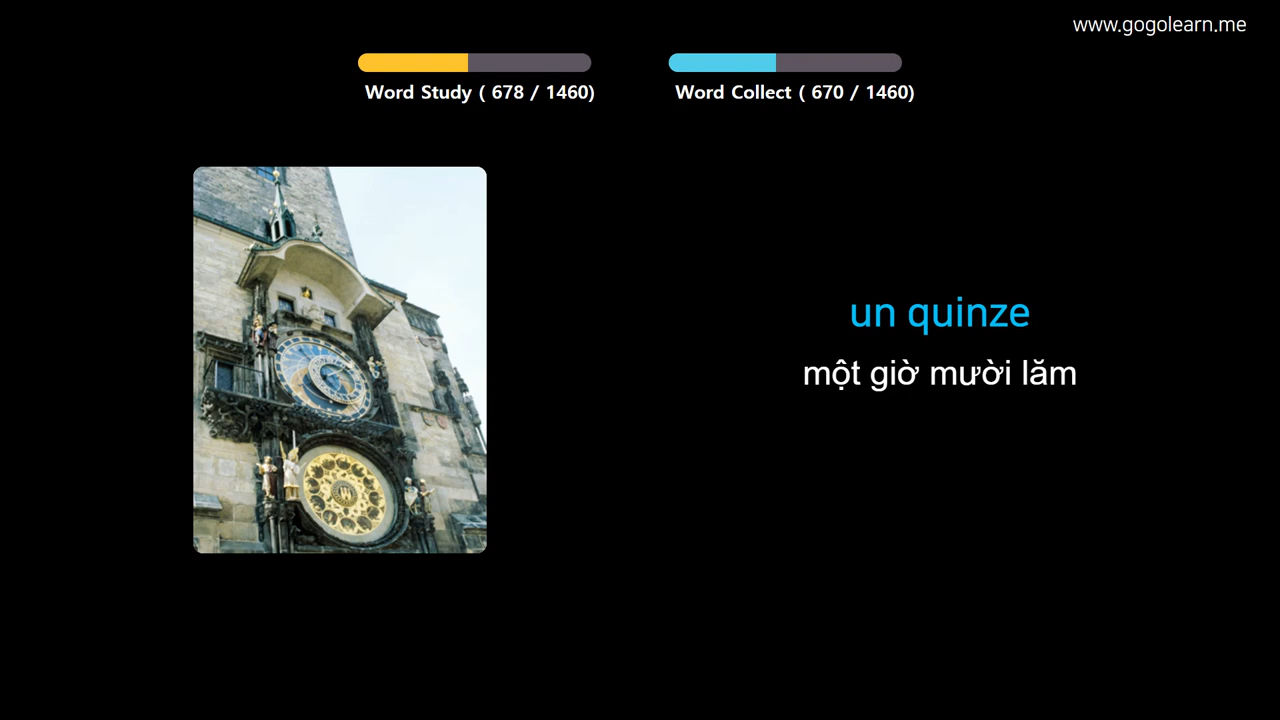 www.gogolearn.me
Word Study ( 678 / 1460)
Word Collect ( 670 / 1460)
un quinze
một giờ mười lăm